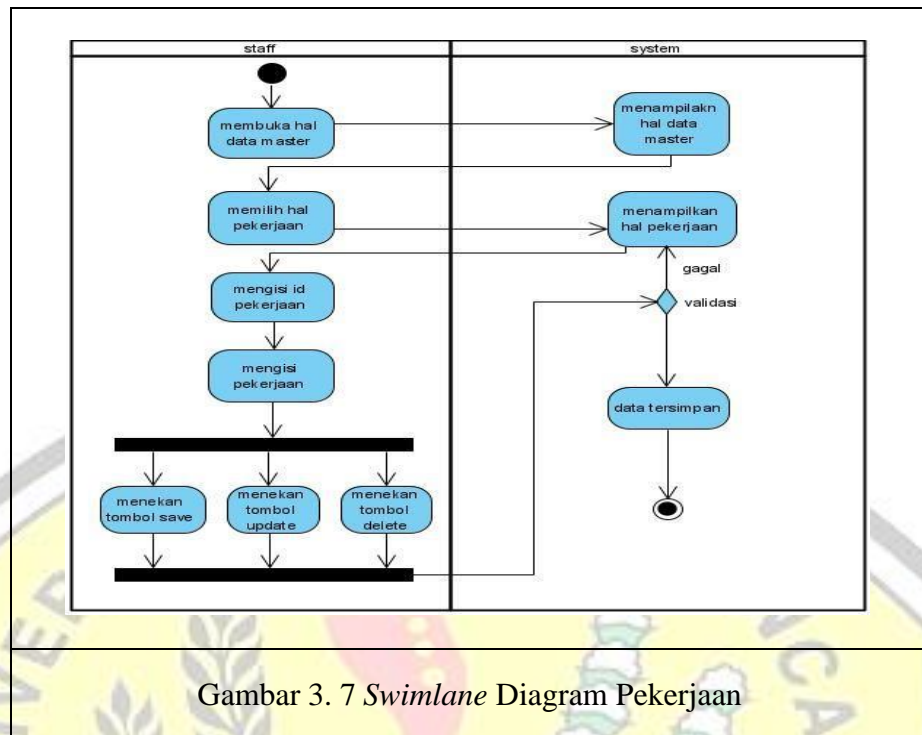 staff
system
membuka hal
data master
menampilakn
hal data
master
memilih hal
pekerjaan
menampilkan
hal pekerjaan
gagal
mengisi id
pekerjaan
validasi
mengisi
pekerjaan
data tersimpan
menekan
tombol save
menekan
tombol
update
menekan
tombol
delete
Gambar 3. 7 Swimlane Diagram Pekerjaan